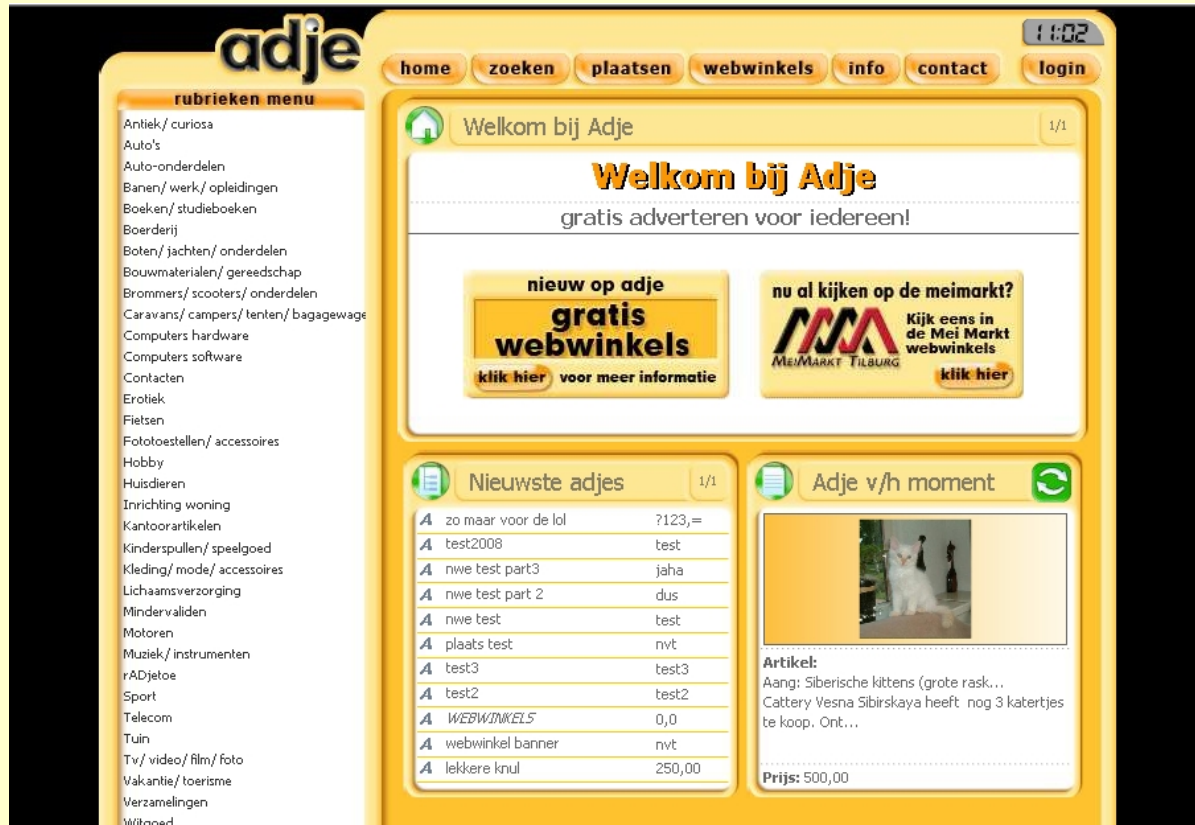 adje
11:02
home zoeken plaatsen webwinkels info contact login
rubrieken menu
Antiek/ curiosa
Auto's
Auto-onderdelen
Banen/ werk/ opleidingen
Boeken/ studieboeken
Boerderij
Boten/ jachten/ onderdelen
Bouwmaterialen/ gereedschap
Brommers/ scooters/ onderdelen
Caravans/ campers/ tenten/ bagagewage
Computers hardware
Computers software
Contacten
Erotiek
Fietsen
Fototoestellen/ accessoires
Hobby
Huisdieren
Inrichting woning
Kantoorartikelen
Kinderspullen/ speelgoed
Kleding/ mode/ accessoires
Lichaamsverzorging
Mindervaliden
Motoren
Muziek/ instrumenten
rADjetoe
Sport
Telecom
Tuin
Tv/ video/ film/ foto
Vakantie/ toerisme
Verzamelingen
Witgoed
Welkom bij Adje 1/1
Welkom bij Adje
gratis adverteren voor iedereen!
nieuw op adje
gratis
webwinkels
klik hier voor meer informatie
nu al kijken op de meimarkt?
MeiMarkt Tilburg
Kijk eens in
de Mei Markt
webwinkels
klik hier
Nieuwste adjes 1/1
A zo maar voor de lol ?123,=
A test2008 test
A nwe test part3 jaha
A nwe test part 2 dus
A nwe test test
A plaats test nvt
A test3 test3
A test2 test2
A WEBWINKELS 0,0
A webwinkel banner nvt
A lekkere knul 250,00
Adje v/h moment
Artikel:
Aang: Siberische kittens (grote rask...
Cattery Vesna Sibirskaya heeft nog 3 katertjes
te koop. Ont...
Prijs: 500,00